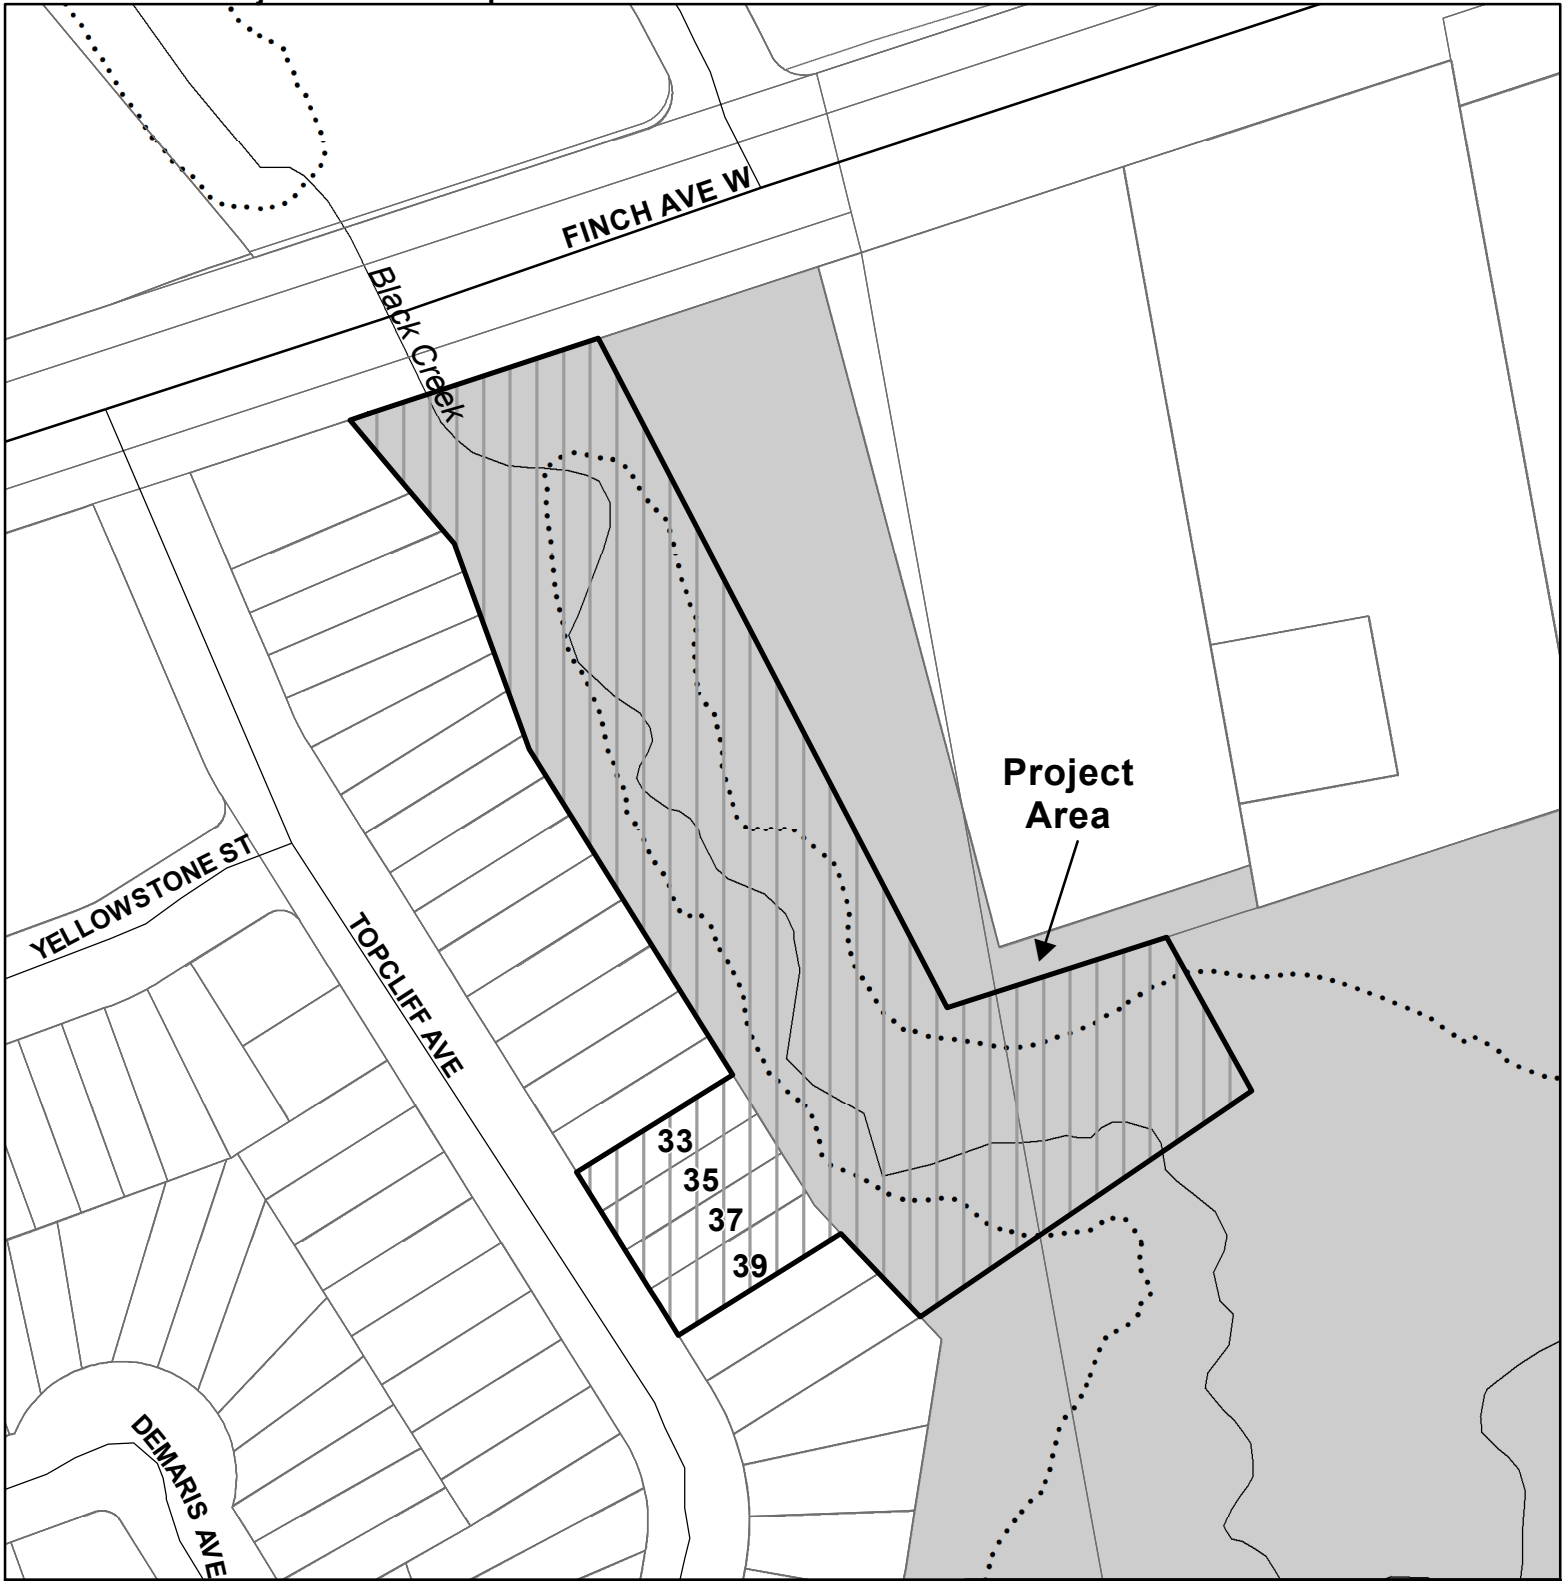 FINCH AVE W
Black Creek
Project
Area
YELLOWSTONE ST
TOPCLIFF AVE
33
35
37
39
DEMARIS AVE